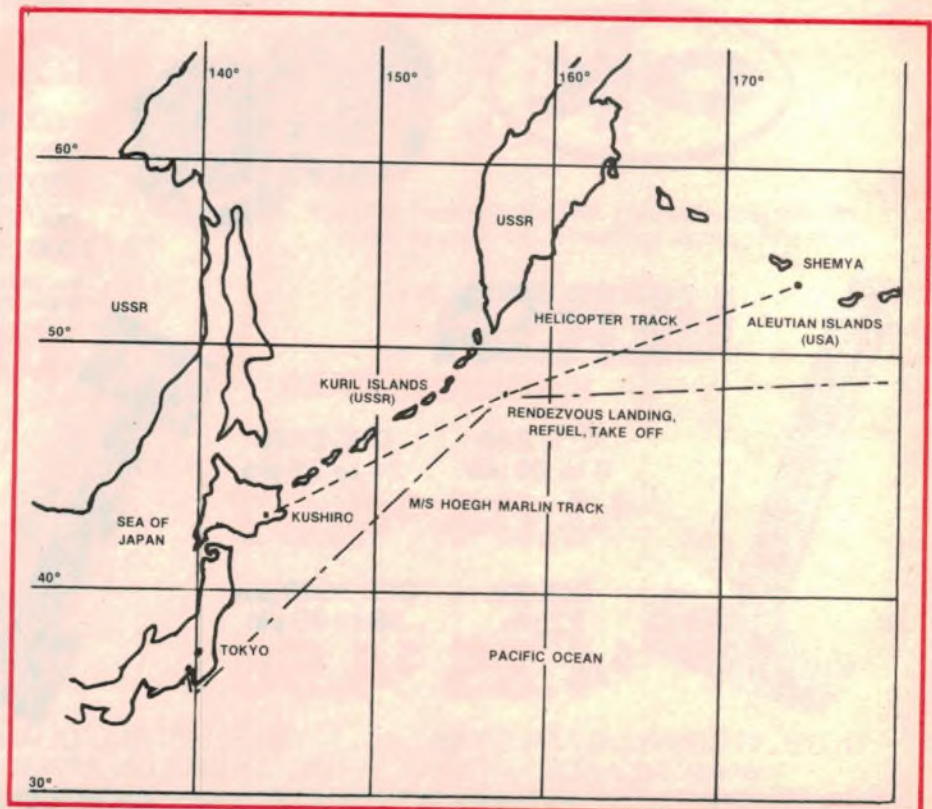 140°
150°
160°
170°
60°
USSR
SHEMYA
USSR
HELICOPTER TRACK
ALEUTIAN ISLANDS
(USA)
50°
KURIL ISLANDS
(USSR)
RENDEZVOUS LANDING,
REFUEL, TAKE OFF
M/S HOEGH MARLIN TRACK
KUSHIRO
SEA OF
JAPAN
40°
TOKYO
PACIFIC OCEAN
30°